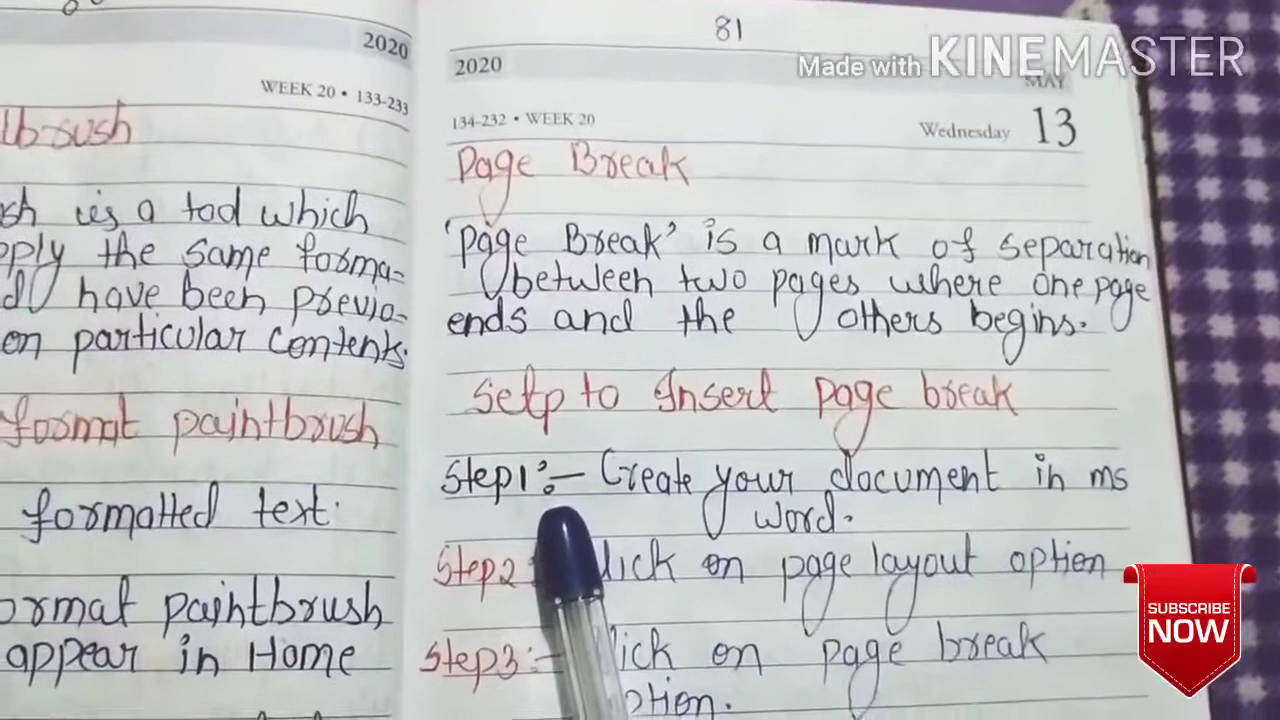 2020
WEEK 20 • 133-233
is a tool which
the same forma-
have been previo-
on particular contents.
format paintbrush
formatted text.
paintbrush
appear in Home
81
2020
Made with KINEMASTER
MAY
134-232 • WEEK 20
Wednesday 13
Page Break
'Page Break' is a mark of separation
between two pages where one page
ends and the others begins.
Setp to Insert page break
Step1:- Create your document in ms
word.
Step2 lick on page layout option
Step3:- lick on page break
ption.
SUBSCRIBE
NOW